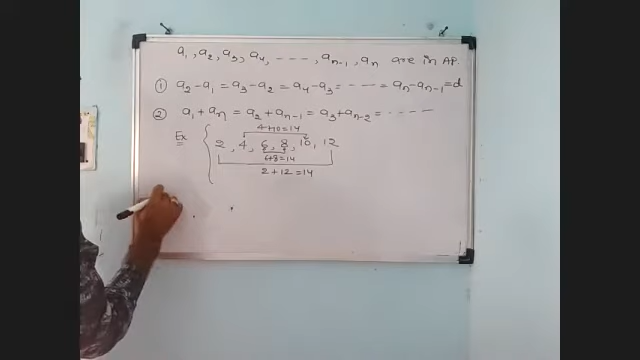 a₁, a₂, a₃, a₄, - - - -, aₙ₋₁, aₙ are in AP.
① a₂-a₁ = a₃-a₂ = a₄-a₃ = - - - - = aₙ-aₙ₋₁ = d
② a₁+aₙ = a₂+aₙ₋₁ = a₃+aₙ₋₂ = - - - - -
4+10=14
Ex { 2, 4, 6, 8, 10, 12
6+8=14
2+12=14